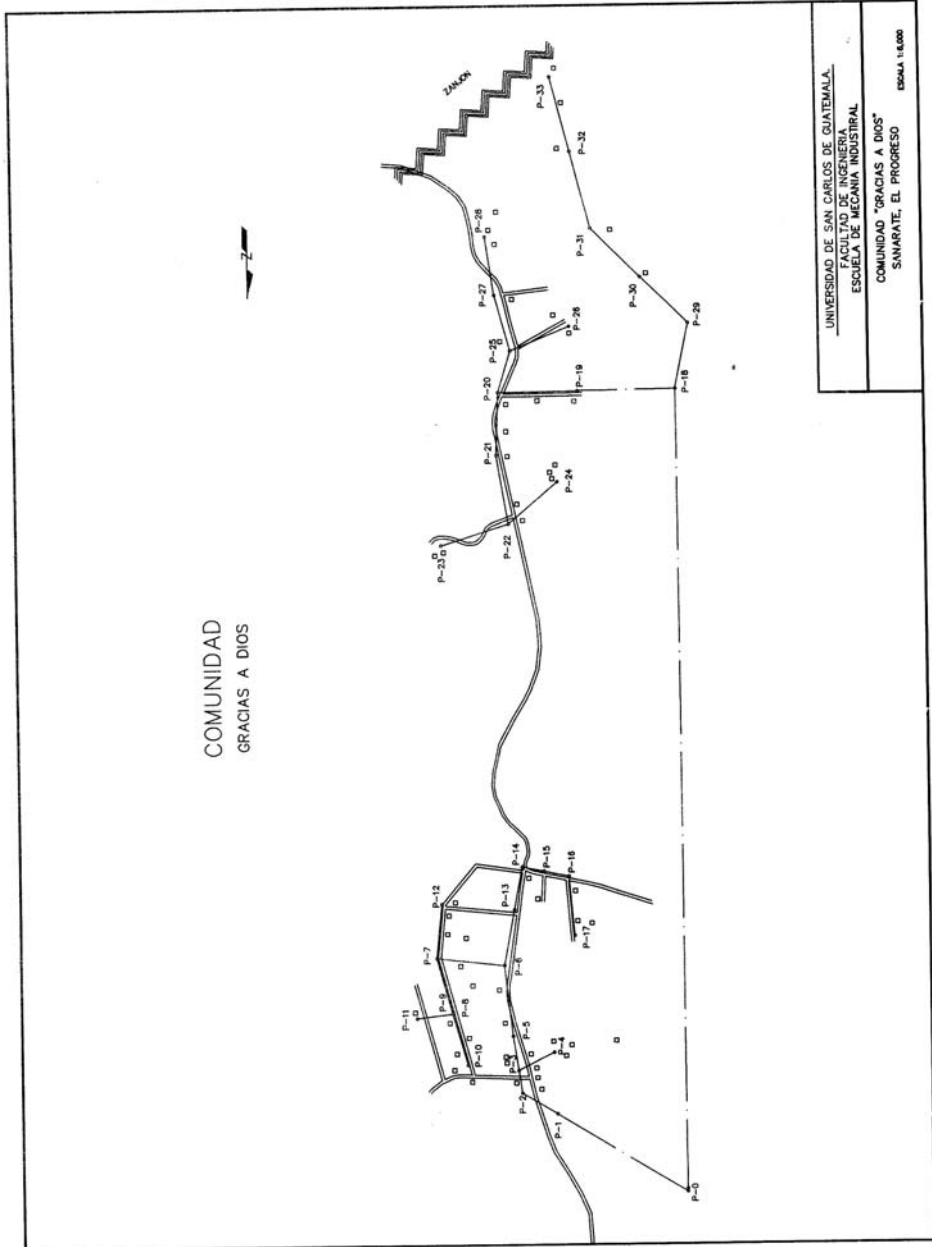 COMUNIDAD
GRACIAS A DIOS
ZANJON
Z
P-33
P-32
P-31
P-30
P-29
P-28
P-27
P-26
P-25
P-20
P-19
P-18
P-21
P-22
P-23
P-24
P-14
P-15
P-16
P-17
P-13
P-12
P-7
P-6
P-9
P-8
P-11
P-10
P-5
P-3
P-4
P-2
P-1
P-0
UNIVERSIDAD DE SAN CARLOS DE GUATEMALA.
FACULTAD DE INGENIERIA
ESCUELA DE MECANIA INDUSTIRAL
COMUNIDAD "GRACIAS A DIOS"
SANARATE, EL PROGRESO
ESCALA 1:6,000